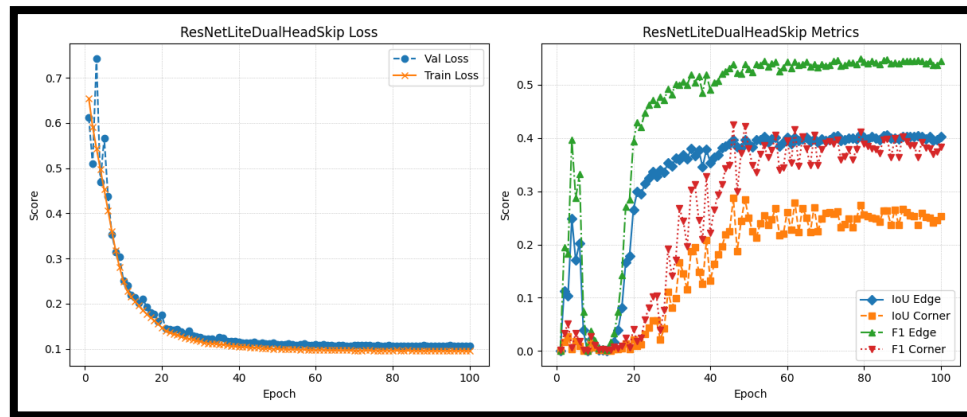 ResNetLiteDualHeadSkip Loss
Val Loss
Train Loss
0.7
0.6
0.5
0.4
0.3
0.2
0.1
Score
0
20
40
60
80
100
Epoch
ResNetLiteDualHeadSkip Metrics
0.5
0.4
0.3
0.2
0.1
0.0
Score
IoU Edge
IoU Corner
F1 Edge
F1 Corner
0
20
40
60
80
100
Epoch